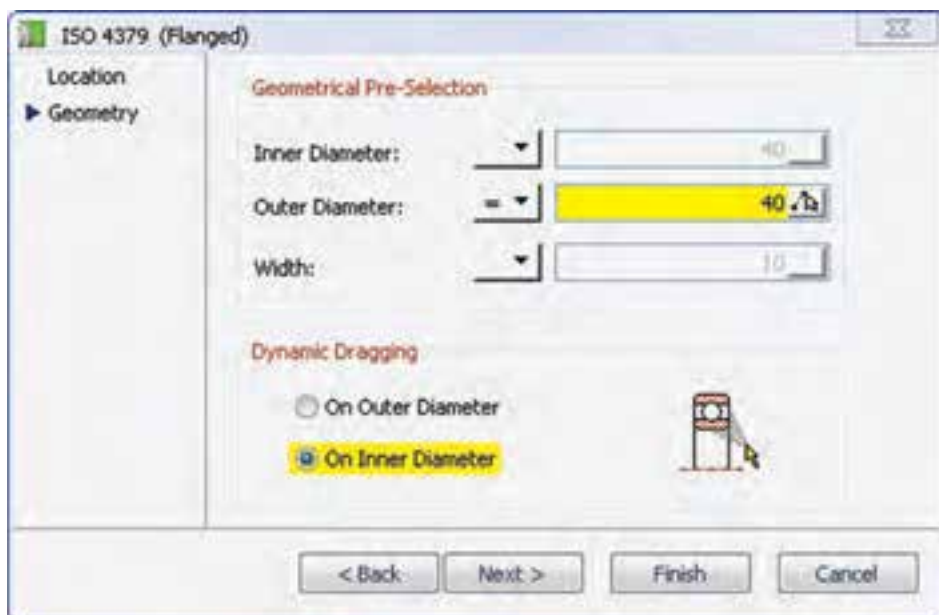 ISO 4379 (Flanged)
Location
Geometry
Geometrical Pre-Selection
Inner Diameter: 40
Outer Diameter: = 40
Width: 10
Dynamic Dragging
On Outer Diameter
On Inner Diameter
< Back Next > Finish Cancel